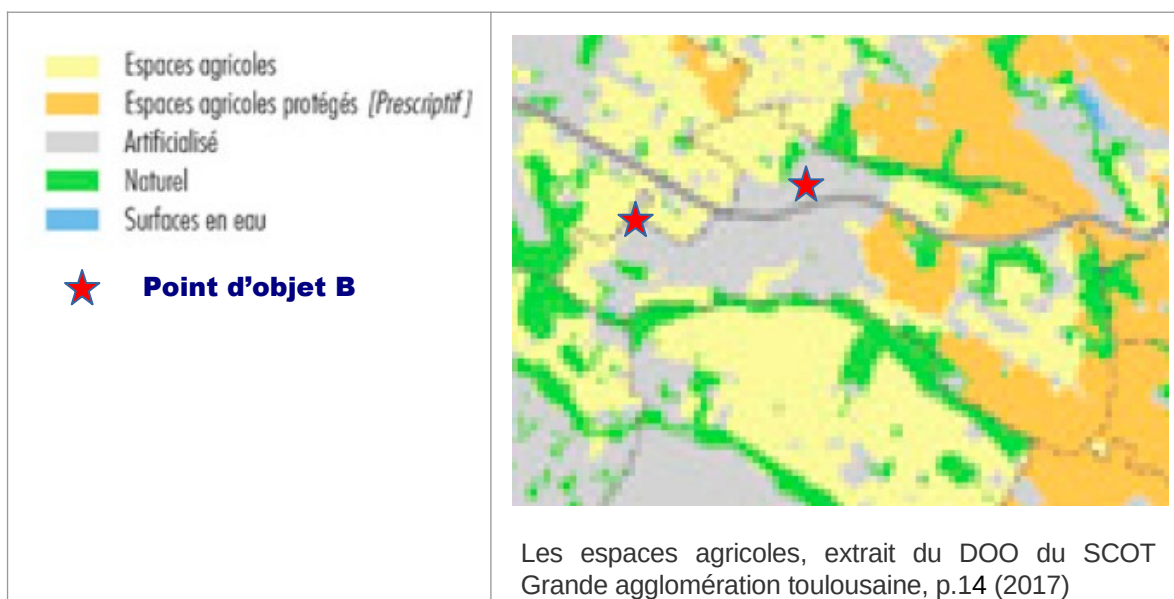 Espaces agricoles
Espaces agricoles protégés [Prescriptif]
Artificialisé
Naturel
Surfaces en eau
Point d'objet B
Les espaces agricoles, extrait du DOO du SCOT
Grande agglomération toulousaine, p.14 (2017)